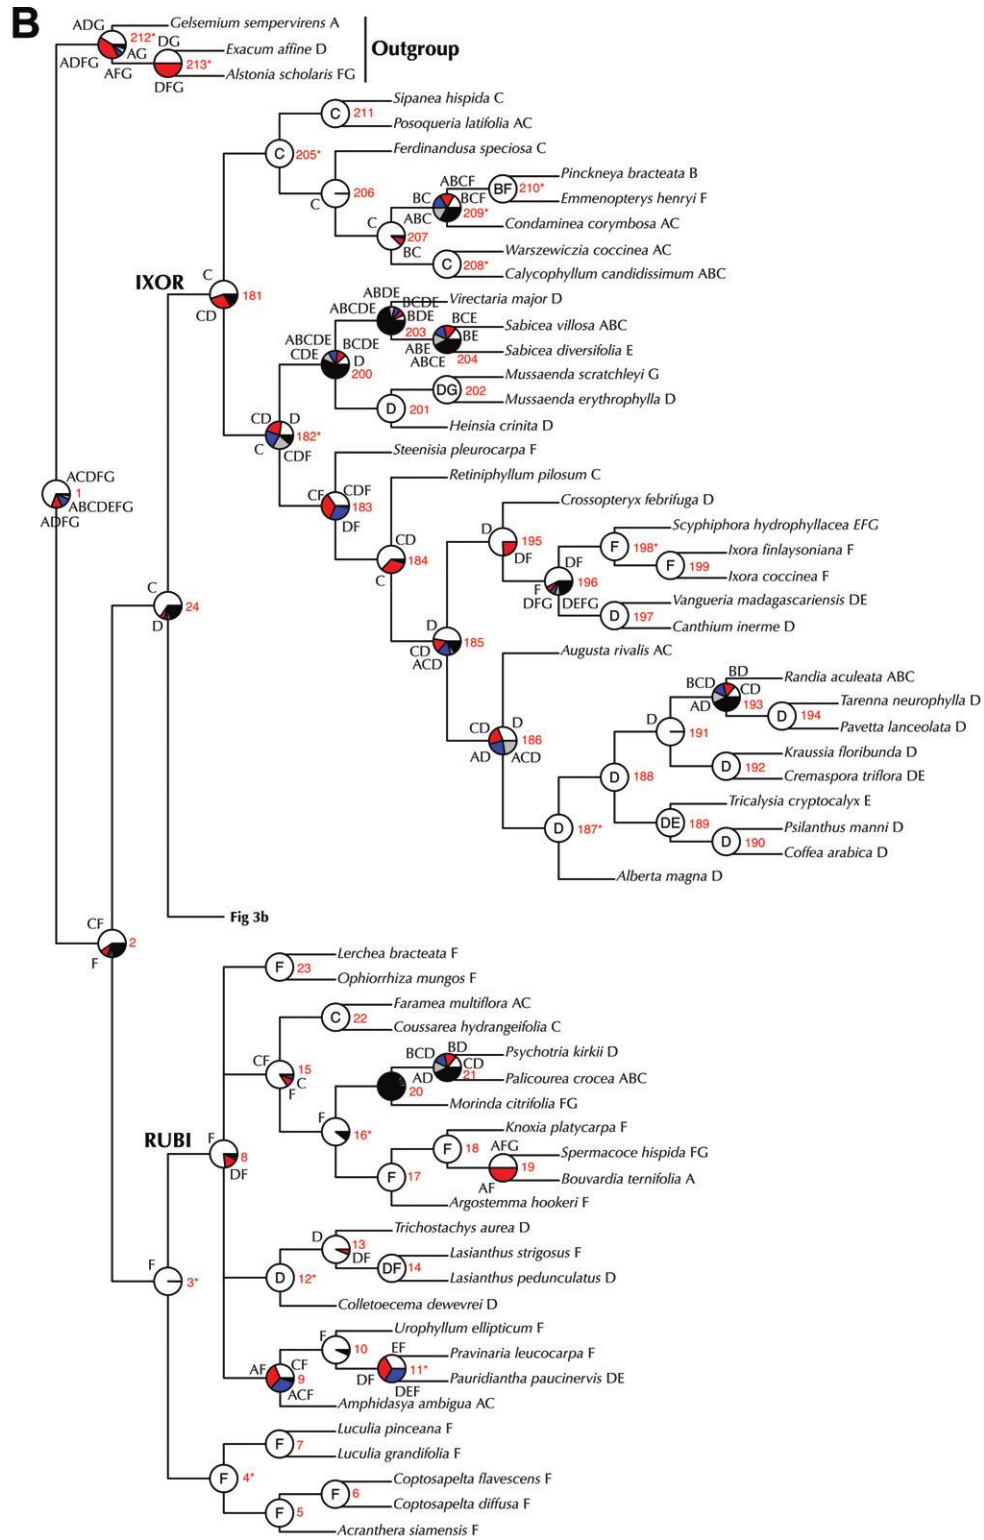 B
ADG
Gelsemium sempervirens A
212* DG
AG
Exacum affine D
ADFG
213*
AFG
Alstonia scholaris FG
DFG
Outgroup
Sipanea hispida C
C 211
Posoqueria latifolia AC
C 205*
Ferdinandusa speciosa C
206
C
Pinckneya bracteata B
ABCF
BF 210*
BC
BCF
Emmenopterys henryi F
209*
ABC
Condaminea corymbosa AC
C
207
BC
Warszewiczia coccinea AC
C 208*
Calycophyllum candidissimum ABC
IXOR
C
181
CD
ABDE
Virectaria major D
ABCDE
BCDE
BDE
203
BCE
Sabicea villosa ABC
BE
ABE
Sabicea diversifolia E
ABCE 204
ABCDE
BCDE
CDE
D
200
Mussaenda scratchleyi G
DG 202
Mussaenda erythrophylla D
D 201
Heinsia crinita D
CD
D
182*
C
CDF
Steenisia pleurocarpa F
CF
CDF
183
DF
Retiniphyllum pilosum C
CD
184
C
Crossopteryx febrifuga D
D
195
DF
Scyphiphora hydrophyllacea EFG
F 198*
Ixora finlaysoniana F
F 199
Ixora coccinea F
DF
196
F
DFG
DEFG
Vangueria madagascariensis DE
D 197
Canthium inerme D
D
185
CD
ACD
Augusta rivalis AC
CD
D
186
AD
ACD
BD
Randia aculeata ABC
BCD
CD
193
AD
Tarenna neurophylla D
D 194
Pavetta lanceolata D
D
191
Kraussia floribunda D
D 192
Cremaspora triflora DE
D 188
Tricalysia cryptocalyx E
DE 189
Psilanthus manni D
D 190
Coffea arabica D
D 187*
Alberta magna D
ACDFG
1
ABCDEFG
ADFG
C
24
D
Fig 3b
CF
2
F
Lerchea bracteata F
F 23
Ophiorrhiza mungos F
Faramea multiflora AC
C 22
Coussarea hydrangeifolia C
CF
15
C
F
BCD
BD
Psychotria kirkii D
CD
21
AD
20
Palicourea crocea ABC
Morinda citrifolia FG
F
16*
Knoxia platycarpa F
F 18
AFG
Spermacoce hispida FG
19
AF
Bouvardia ternifolia A
F 17
Argostemma hookeri F
RUBI
F
8
DF
Trichostachys aurea D
D
13
DF
Lasianthus strigosus F
DF 14
Lasianthus pedunculatus D
D 12*
Colletoecema dewevrei D
F
3*
Urophyllum ellipticum F
F
10
EF
Pravinaria leucocarpa F
11*
DF
Pauridiantha paucinervis DE
DEF
AF
CF
9
ACF
Amphidasya ambigua AC
Luculia pinceana F
F 7
Luculia grandifolia F
F 4*
Coptosapelta flavescens F
F 6
Coptosapelta diffusa F
F 5
Acranthera siamensis F